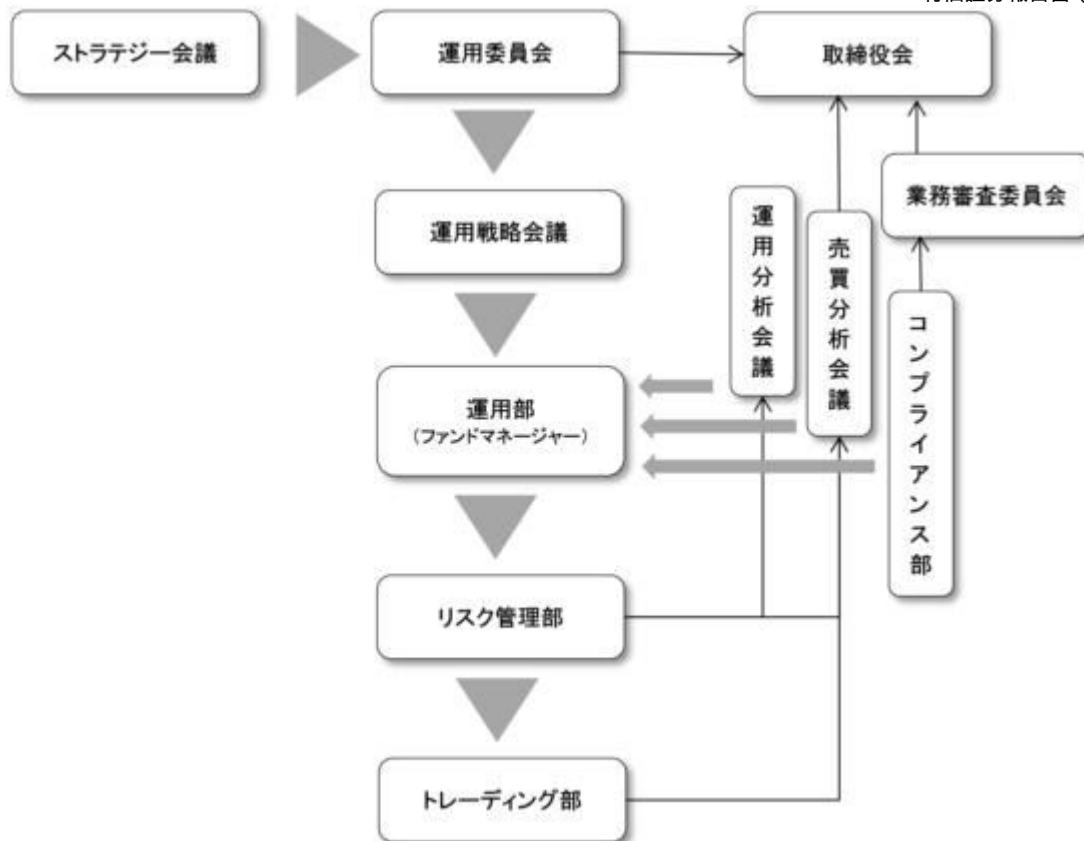 ストラテジー会議
運用委員会
取締役会
業務審査委員会
運用戦略会議
運用分析会議
売買分析会議
コンプライアンス部
運用部
(ファンドマネージャー)
リスク管理部
トレーディング部